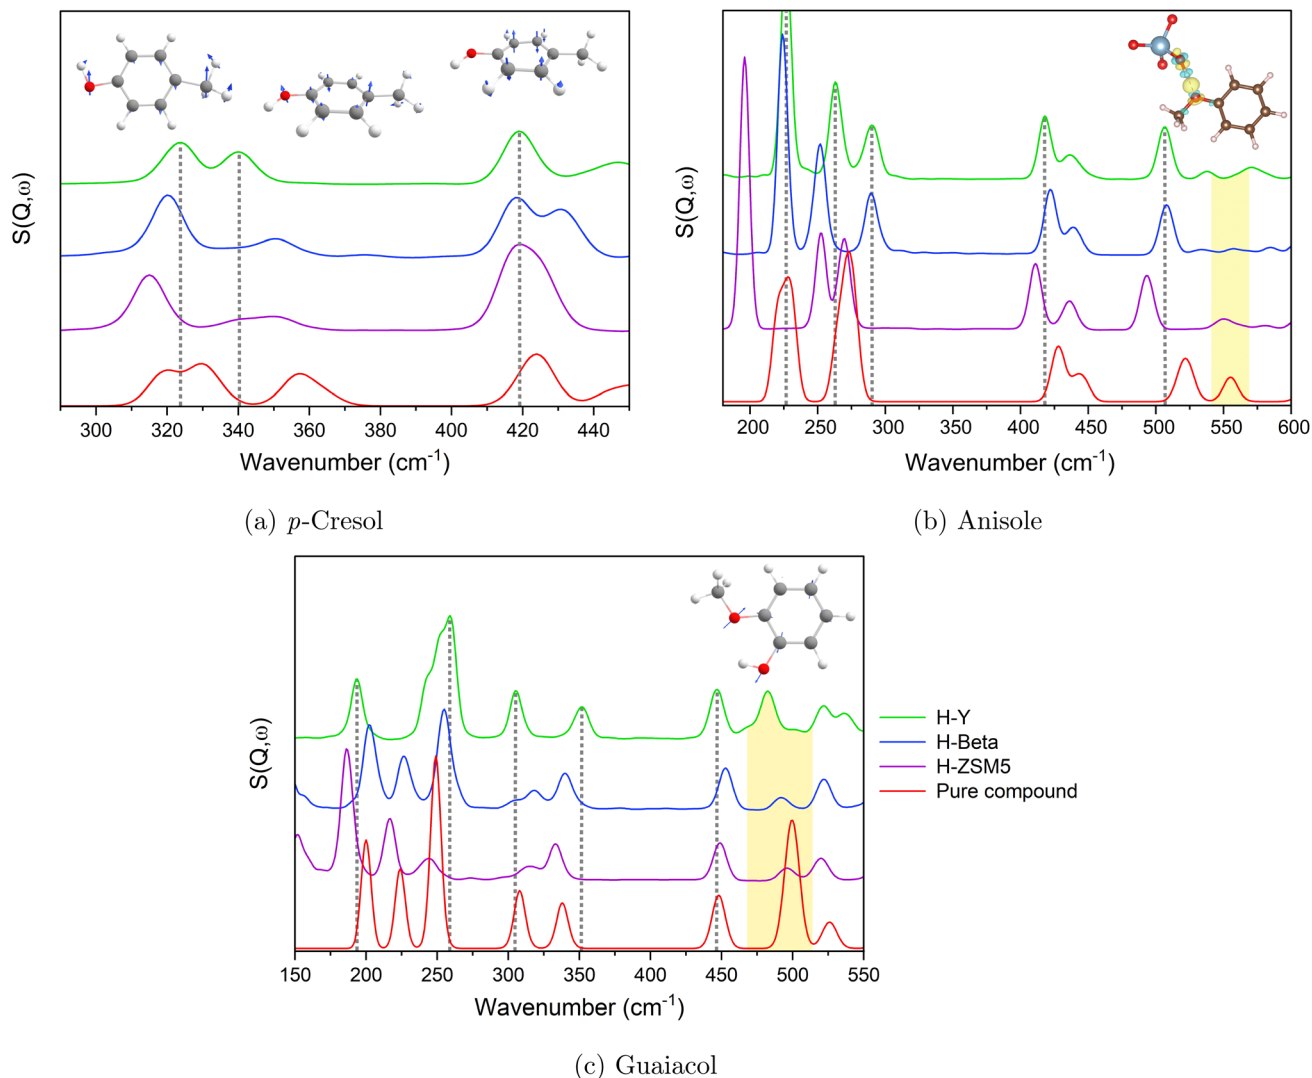 S(Q,ω)
300 320 340 360 380 400 420 440
Wavenumber (cm⁻¹)
(a) p-Cresol
S(Q,ω)
200 250 300 350 400 450 500 550 600
Wavenumber (cm⁻¹)
(b) Anisole
S(Q,ω)
150 200 250 300 350 400 450 500 550
Wavenumber (cm⁻¹)
H-Y
H-Beta
H-ZSM5
Pure compound
(c) Guaiacol